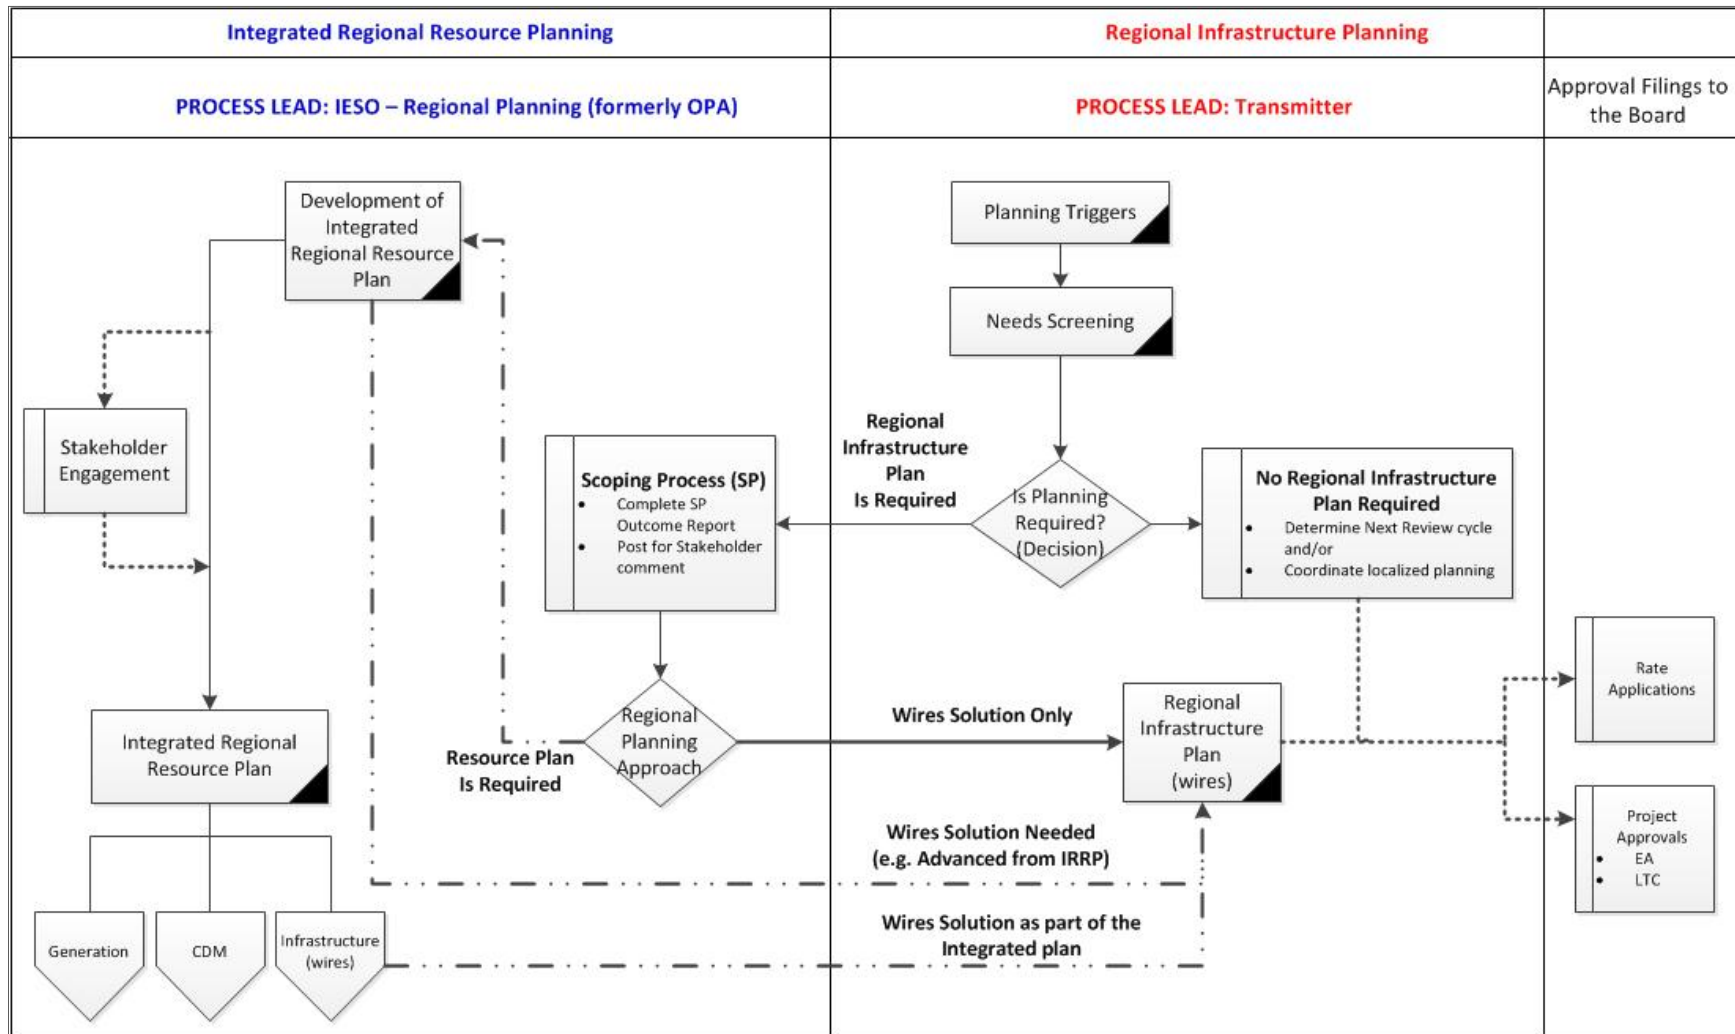 Integrated Regional Resource Planning
Regional Infrastructure Planning
PROCESS LEAD: IESO – Regional Planning (formerly OPA)
PROCESS LEAD: Transmitter
Approval Filings to
the Board
Development of
Integrated
Regional Resource
Plan
Planning Triggers
Needs Screening
Stakeholder
Engagement
Scoping Process (SP)
• Complete SP
Outcome Report
• Post for Stakeholder
comment
Regional
Infrastructure
Plan
Is Required
Is Planning
Required?
(Decision)
No Regional Infrastructure
Plan Required
• Determine Next Review cycle
and/or
• Coordinate localized planning
Integrated Regional
Resource Plan
Resource Plan
Is Required
Regional
Planning
Approach
Wires Solution Only
Regional
Infrastructure
Plan
(wires)
Rate
Applications
Project
Approvals
• EA
• LTC
Wires Solution Needed
(e.g. Advanced from IRRP)
Wires Solution as part of the
Integrated plan
Generation
CDM
Infrastructure
(wires)